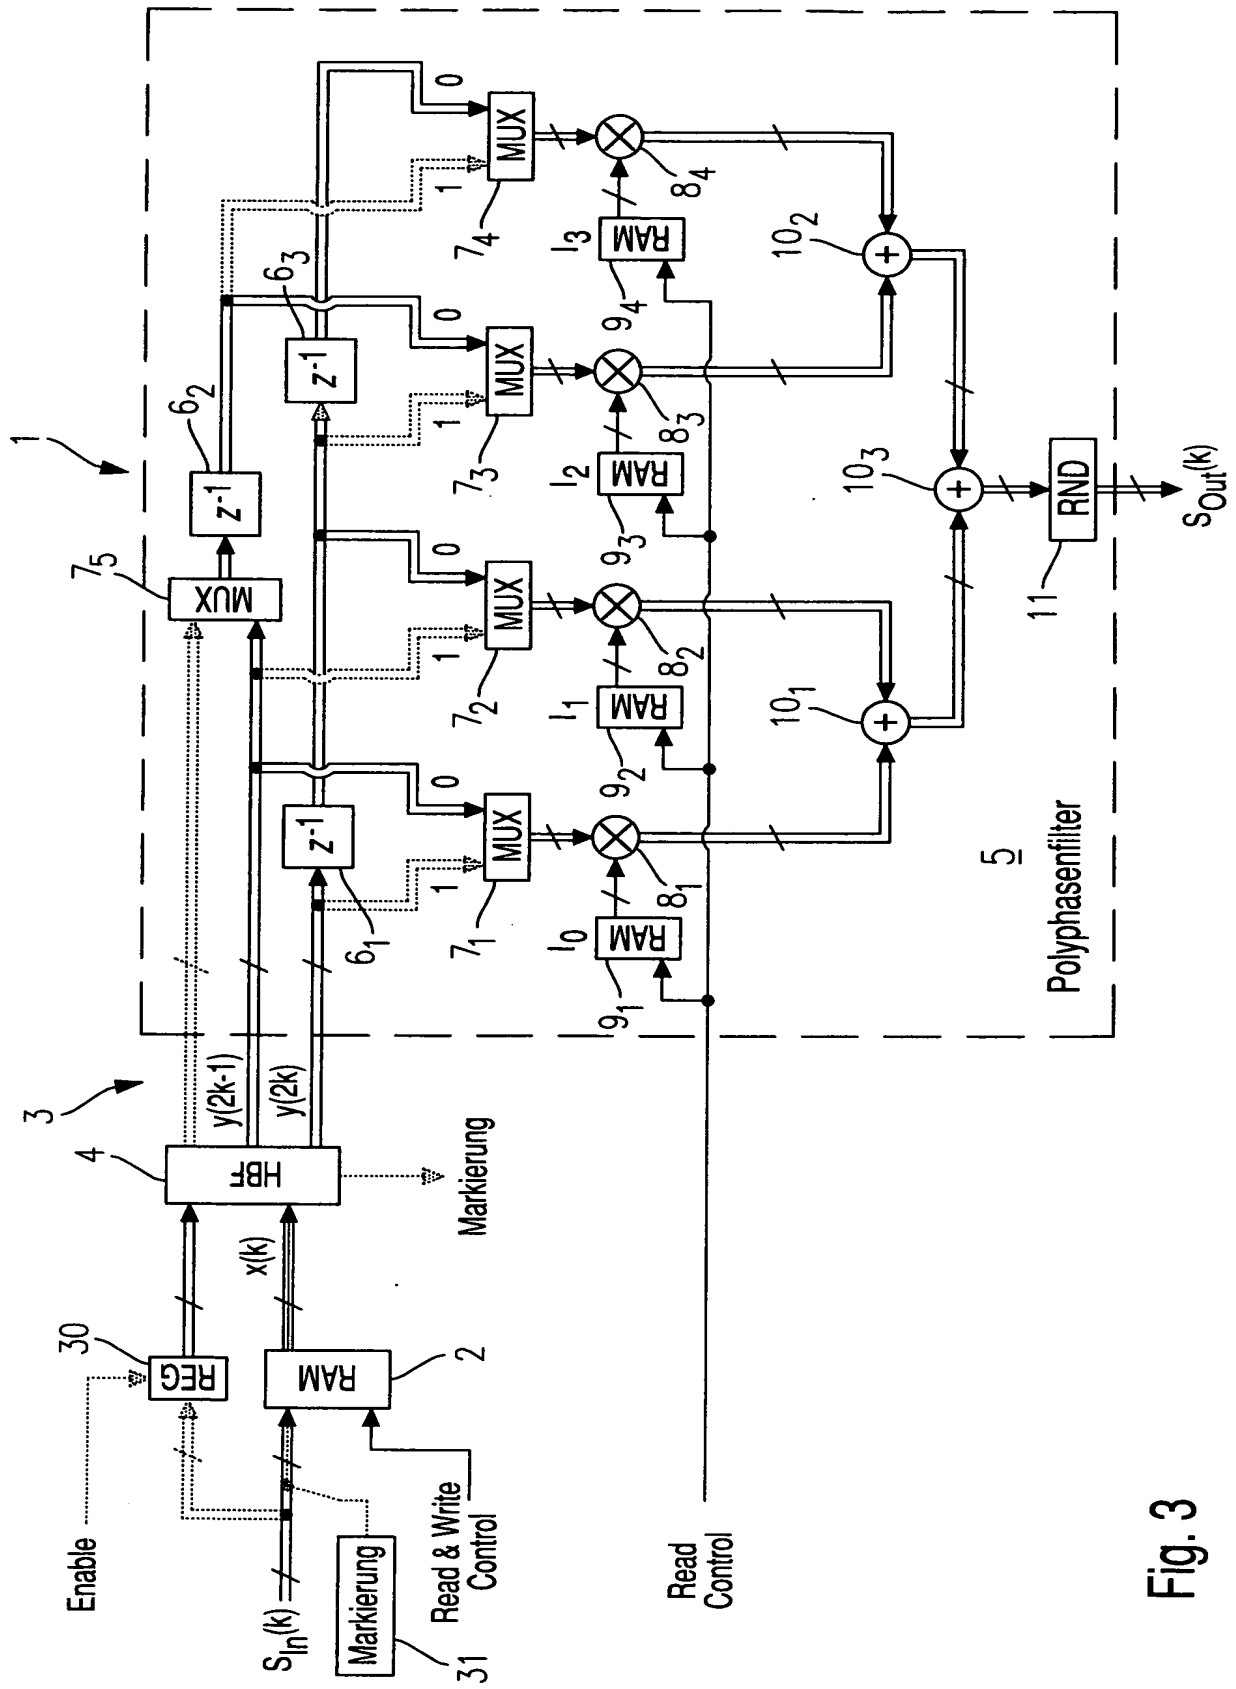 Enable
S_In(k)
Markierung
31
Read & Write
Control
30
REG
RAM
2
x(k)
3
4
HBF
Markierung
y(2k-1)
y(2k)
1
7_5
MUX
6_2
z^-1
6_1
z^-1
6_3
z^-1
1
0
1
0
1
0
1
0
7_1
MUX
7_2
MUX
7_3
MUX
7_4
MUX
I_0
RAM
9_1
8_1
I_1
RAM
9_2
8_2
I_2
RAM
9_3
8_3
I_3
RAM
9_4
8_4
Read
Control
10_1
10_2
10_3
11
RND
S_Out(k)
5
Polyphasenfilter
Fig. 3